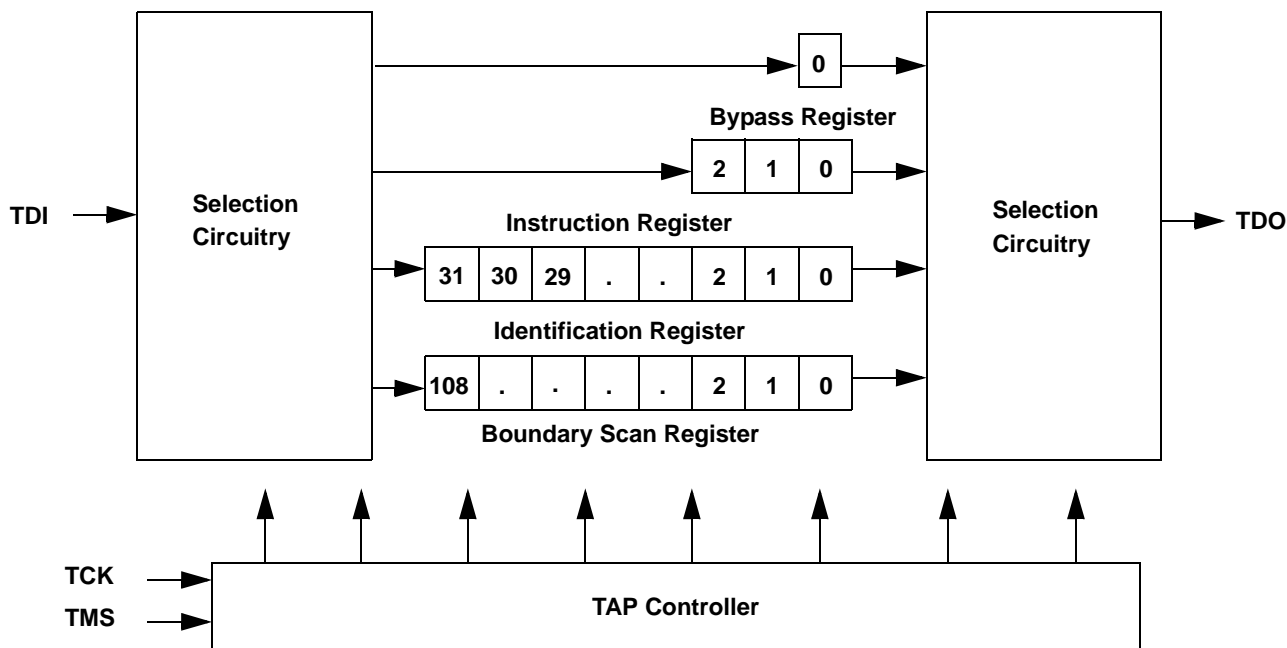 0
Bypass Register
2 1 0
Selection
Circuitry
Selection
Circuitry
TDI
TDO
Instruction Register
31 30 29 . . 2 1 0
Identification Register
108 . . . . 2 1 0
Boundary Scan Register
TCK
TMS
TAP Controller